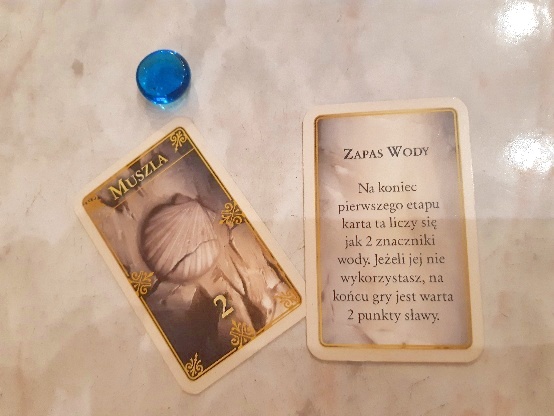 Muszla
2
Zapas Wody
Na koniec
pierwszego etapu
karta ta liczy się
jak 2 znaczniki
wody. Jeżeli jej nie
wykorzystasz, na
końcu gry jest warta
2 punkty sławy.